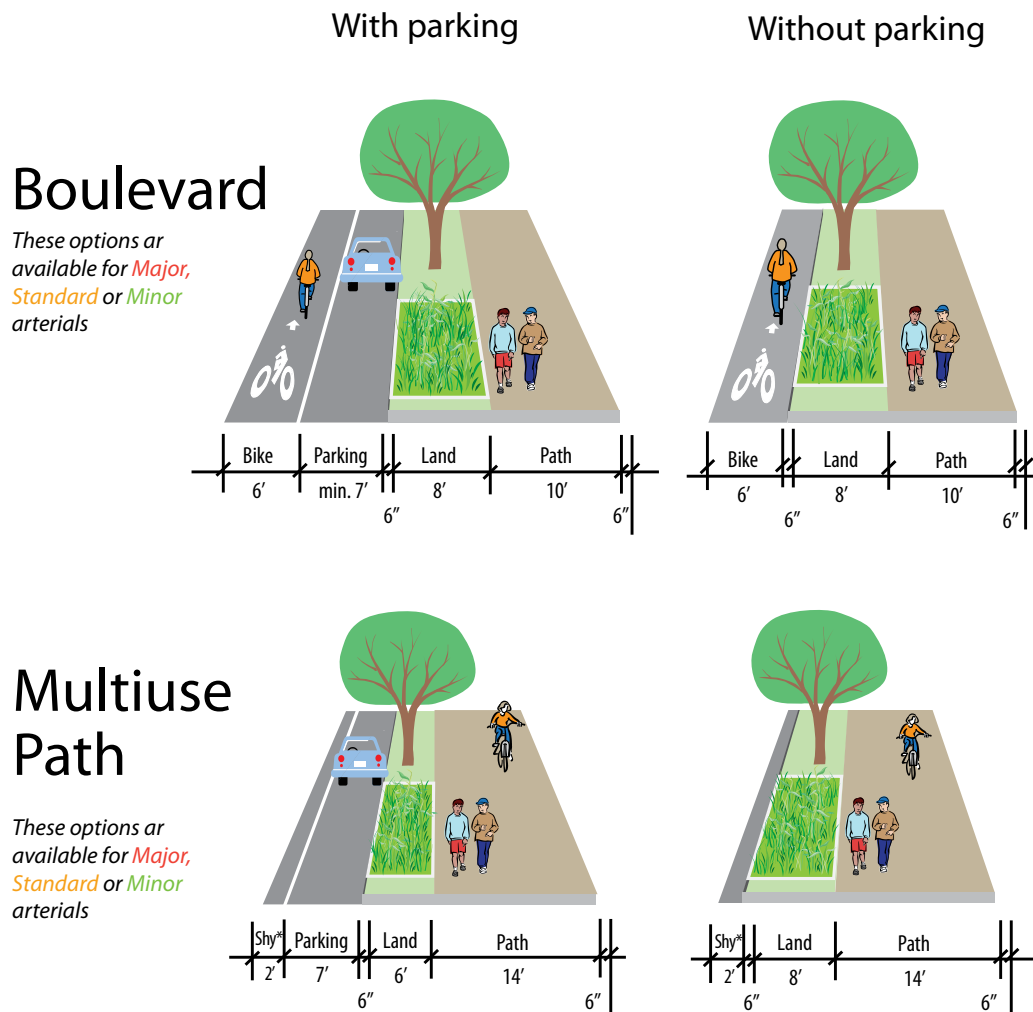 With parking
Without parking
Boulevard
These options ar
available for Major,
Standard or Minor
arterials
Bike Parking Land Path
6’ min. 7’ 8’ 10’
6” 6”
Bike Land Path
6’ 8’ 10’
6” 6”
Multiuse
Path
These options ar
available for Major,
Standard or Minor
arterials
Shy* Parking Land Path
2’ 7’ 6’ 14’
6” 6”
Shy* Land Path
2’ 8’ 14’
6” 6”